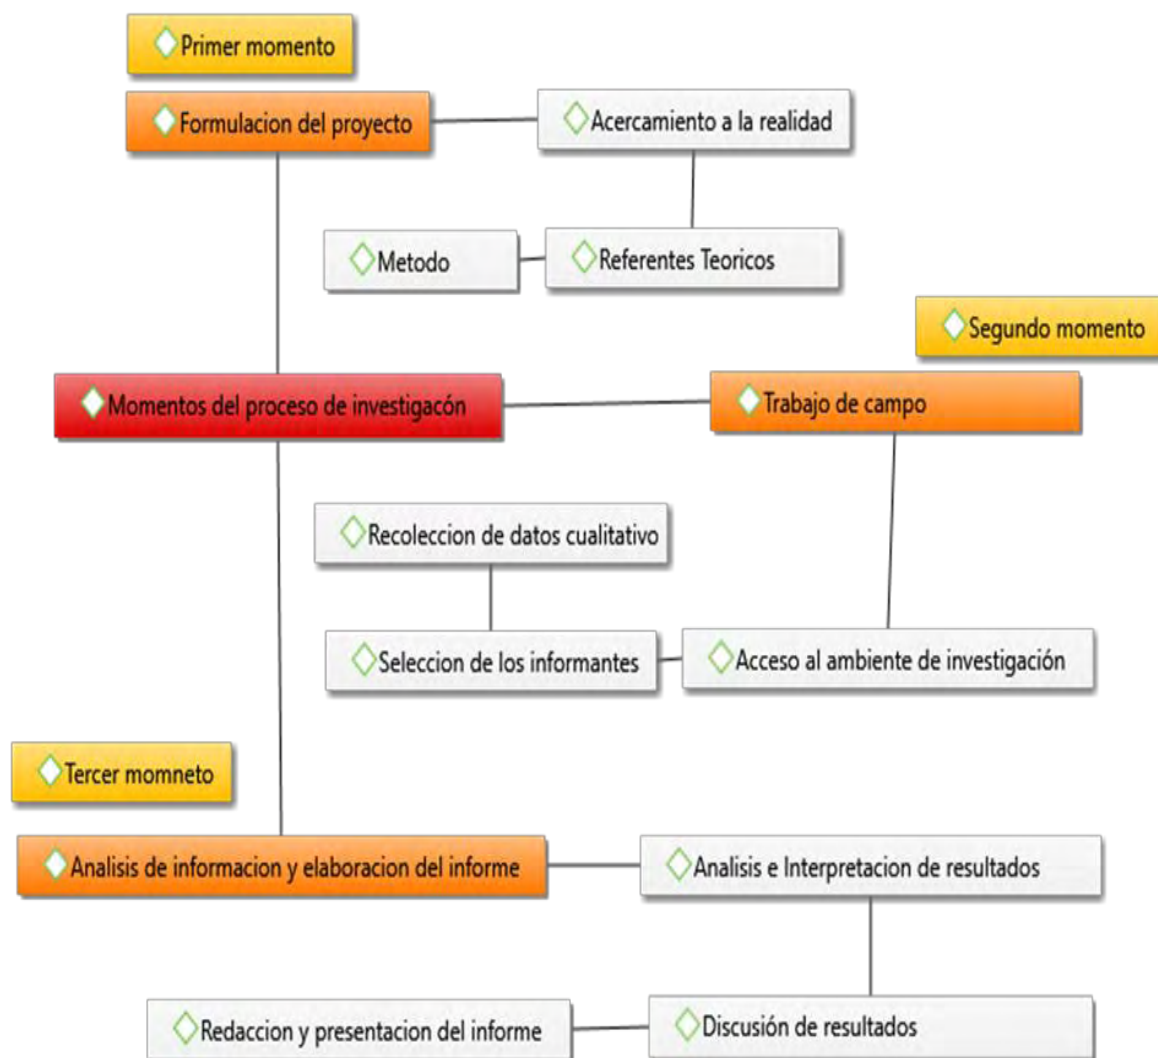 Primer momento
Formulacion del proyecto
Acercamiento a la realidad
Metodo
Referentes Teoricos
Segundo momento
Momentos del proceso de investigacón
Trabajo de campo
Recoleccion de datos cualitativo
Seleccion de los informantes
Acceso al ambiente de investigación
Tercer momneto
Analisis de informacion y elaboracion del informe
Analisis e Interpretacion de resultados
Redaccion y presentacion del informe
Discusión de resultados